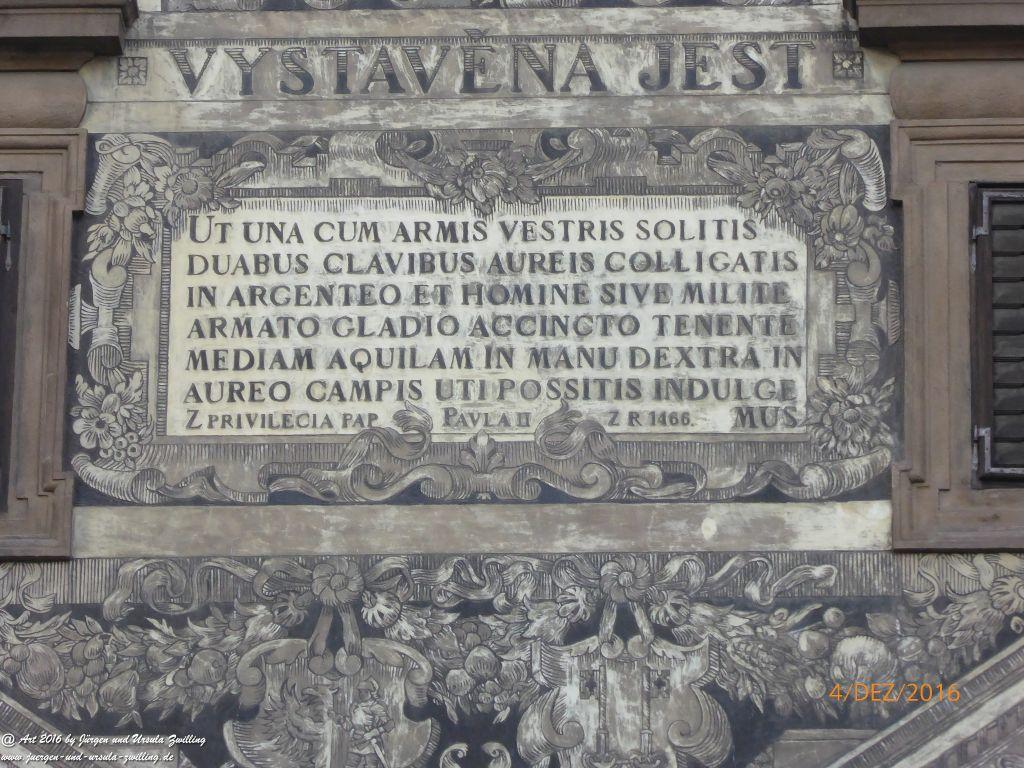 VYSTAVĚNA JEST
UT UNA CUM ARMIS VESTRIS SOLITIS
DUABUS CLAVIBUS AUREIS COLLIGATIS
IN ARGENTEO ET HOMINE SIVE MILITE
ARMATO GLADIO ACCINCTO TENENTE
MEDIAM AQUILAM IN MANU DEXTRA IN
AUREO CAMPIS UTI POSSITIS INDULGE
Z PRIVILECIA PAP. PAVLA II Z R 1466. MUS.
4/DEZ/2016
@ Art 2016 by Jürgen und Ursula Zwilling
www.juergen-und-ursula-zwilling.de